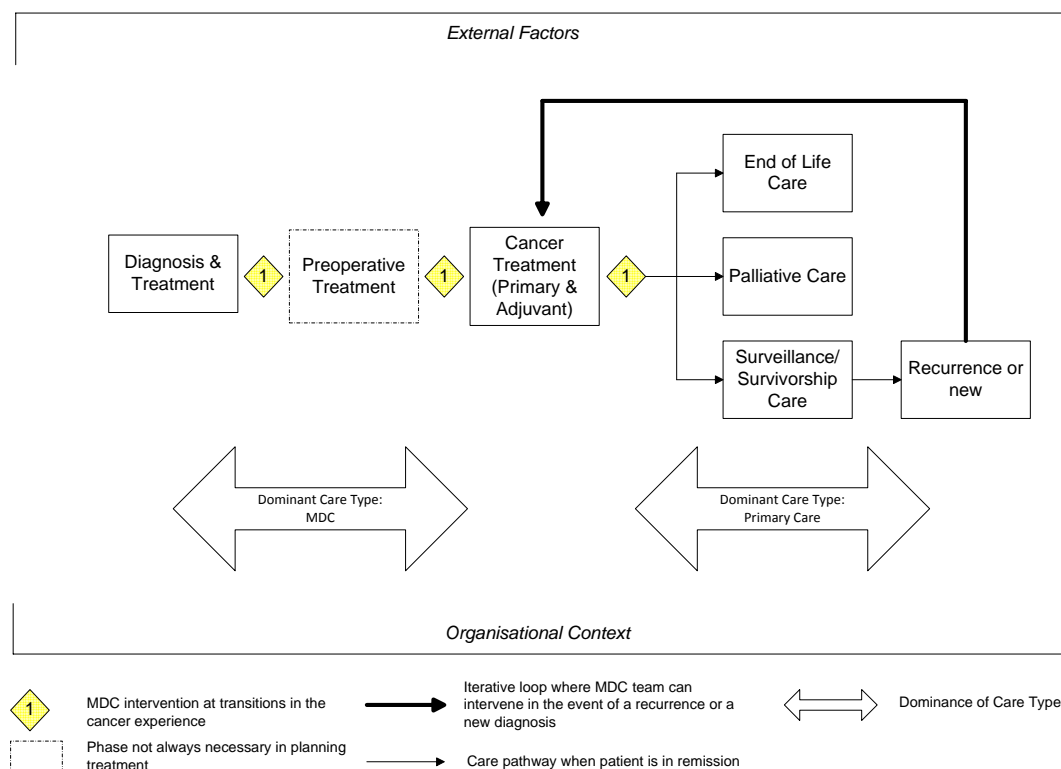 External Factors
End of Life
Care
Diagnosis &
Treatment
1
Preoperative
Treatment
1
Cancer
Treatment
(Primary &
Adjuvant)
1
Palliative Care
Surveillance/
Survivorship
Care
Recurrence or
new
Dominant Care Type:
MDC
Dominant Care Type:
Primary Care
Organisational Context
1
MDC intervention at transitions in the
cancer experience
Iterative loop where MDC team can
intervene in the event of a recurrence or a
new diagnosis
Dominance of Care Type
Phase not always necessary in planning
treatment
Care pathway when patient is in remission